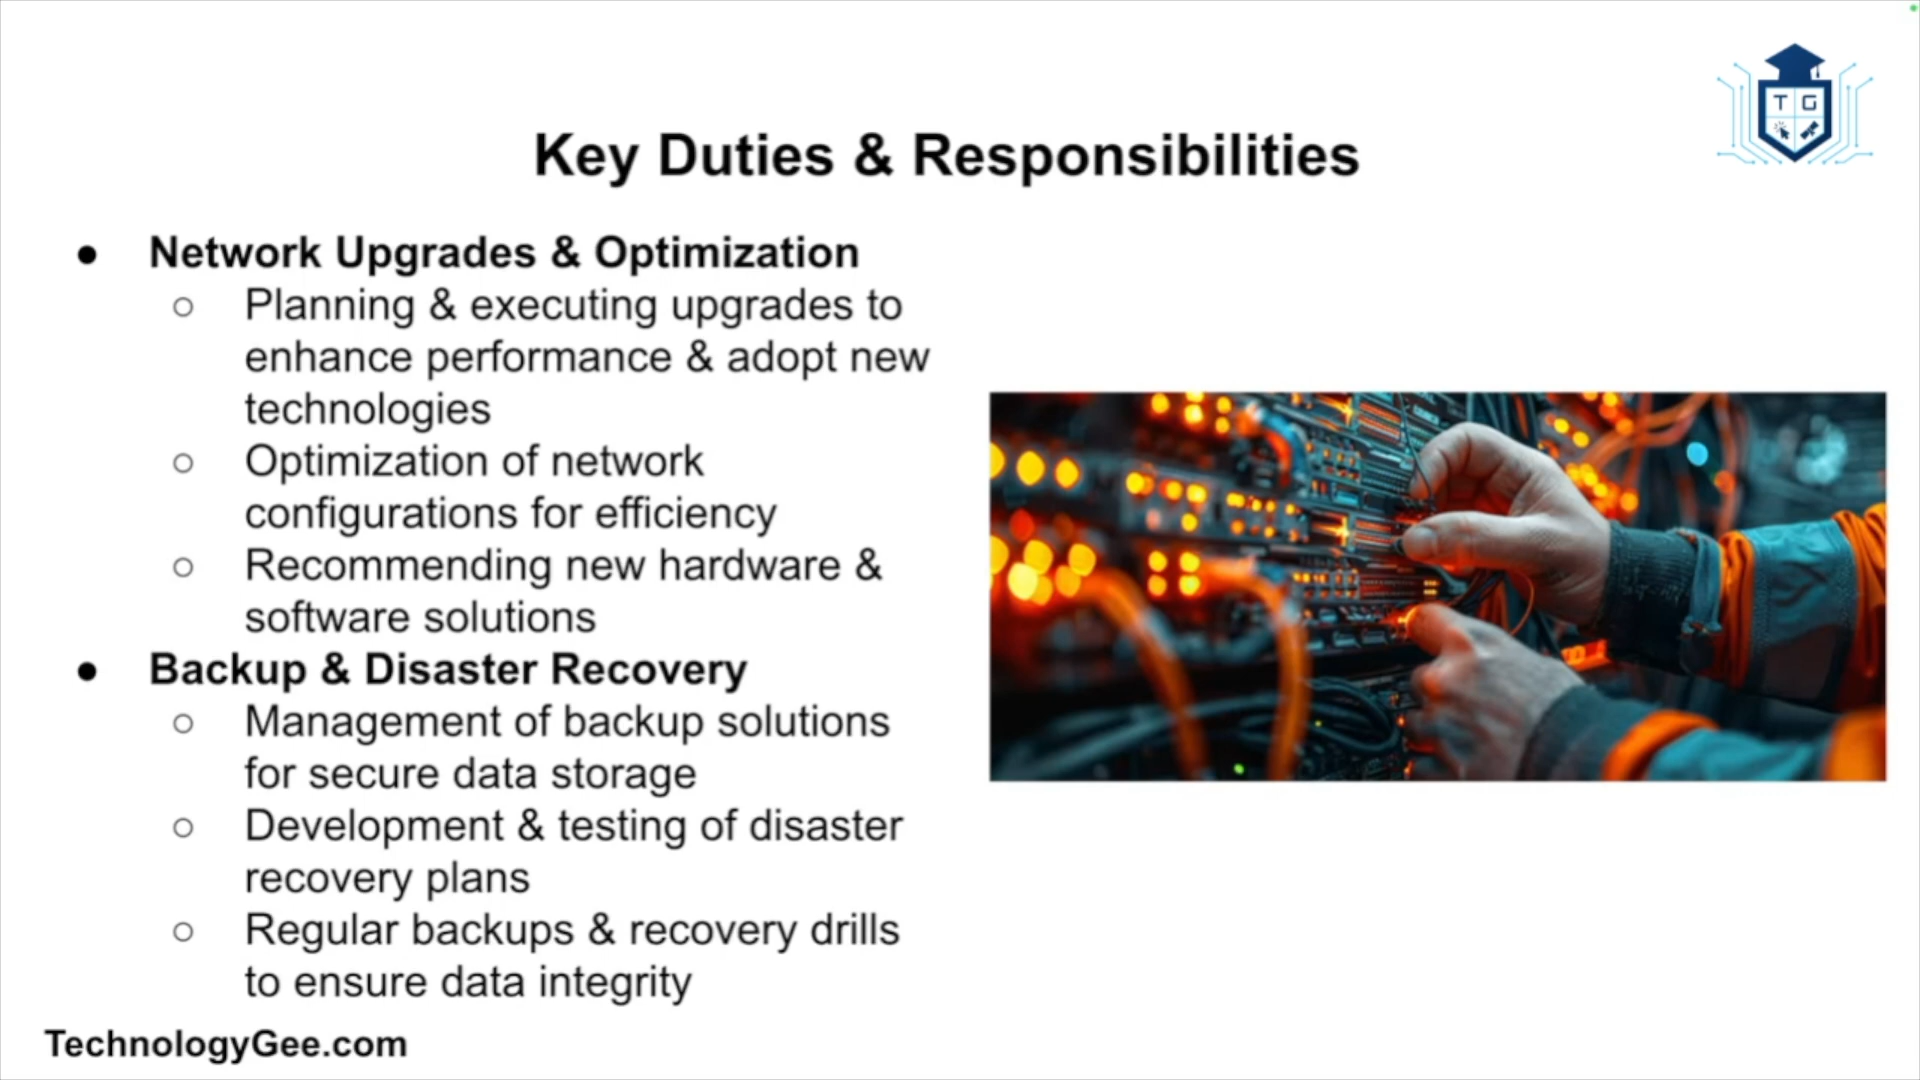 T G
Key Duties & Responsibilities
● Network Upgrades & Optimization
○ Planning & executing upgrades to
enhance performance & adopt new
technologies
○ Optimization of network
configurations for efficiency
○ Recommending new hardware &
software solutions
● Backup & Disaster Recovery
○ Management of backup solutions
for secure data storage
○ Development & testing of disaster
recovery plans
○ Regular backups & recovery drills
to ensure data integrity
TechnologyGee.com